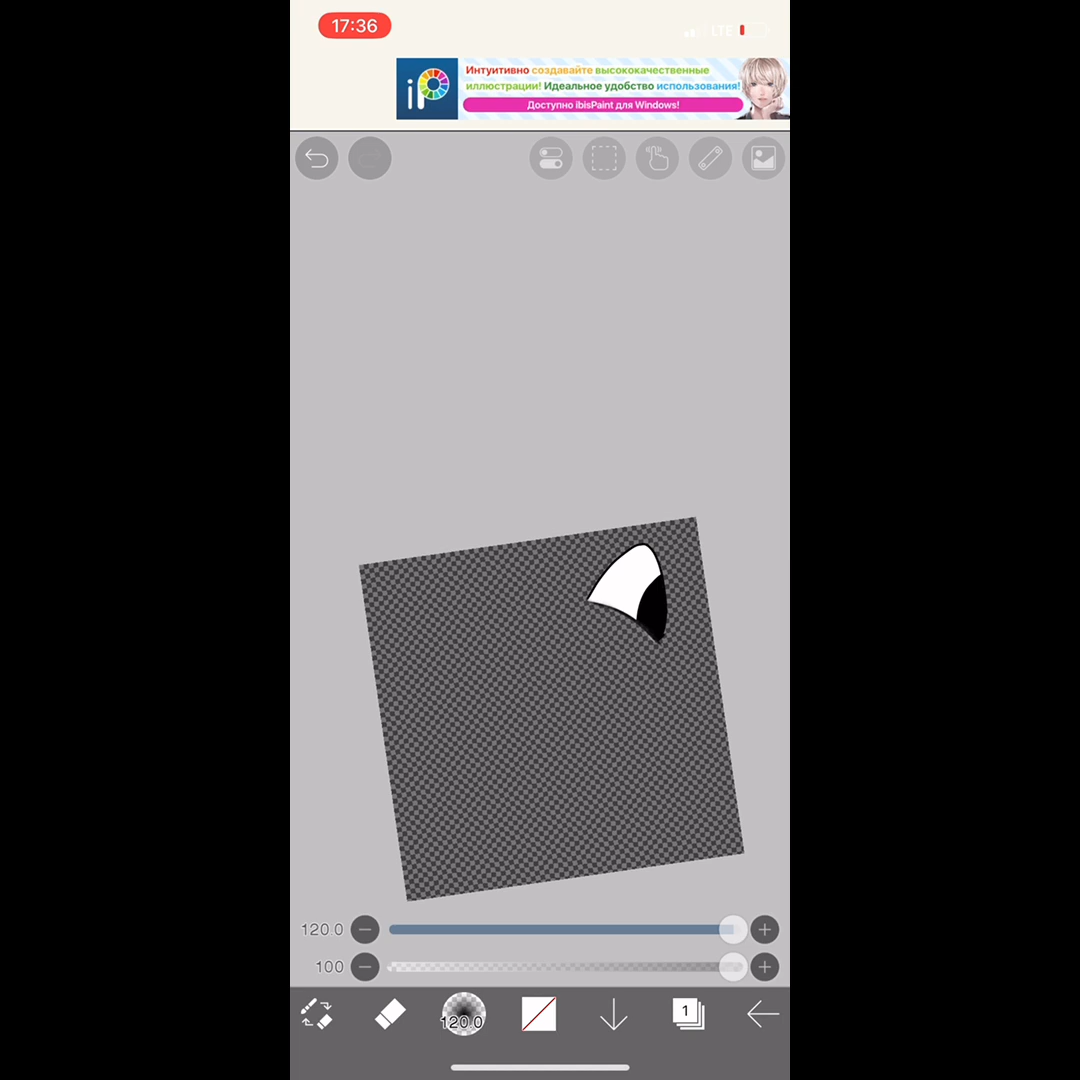 17:36
LTE
iP
Интуитивно создавайте высококачественные
иллюстрации! Идеальное удобство использования!
Доступно ibisPaint для Windows!
120.0
100
120.0
1